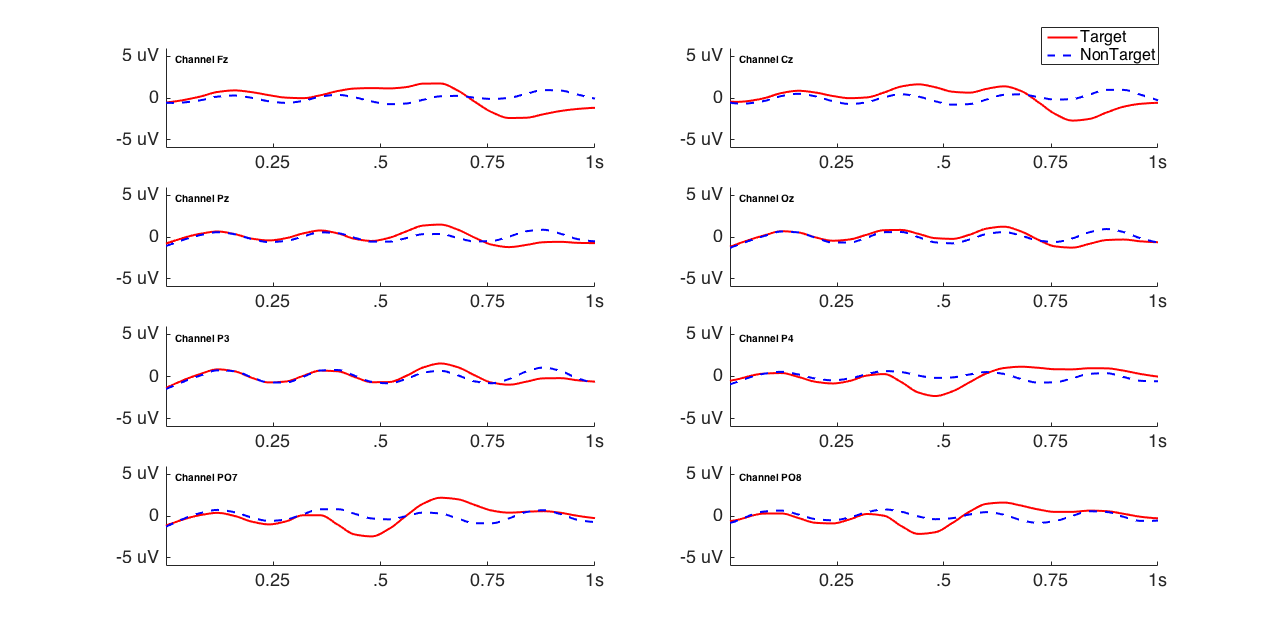 Target
NonTarget
5 uV
Channel Fz
0
-5 uV
0.25
.5
0.75
1s
5 uV
Channel Cz
0
-5 uV
0.25
.5
0.75
1s
5 uV
Channel Pz
0
-5 uV
0.25
.5
0.75
1s
5 uV
Channel Oz
0
-5 uV
0.25
.5
0.75
1s
5 uV
Channel P3
0
-5 uV
0.25
.5
0.75
1s
5 uV
Channel P4
0
-5 uV
0.25
.5
0.75
1s
5 uV
Channel PO7
0
-5 uV
0.25
.5
0.75
1s
5 uV
Channel PO8
0
-5 uV
0.25
.5
0.75
1s